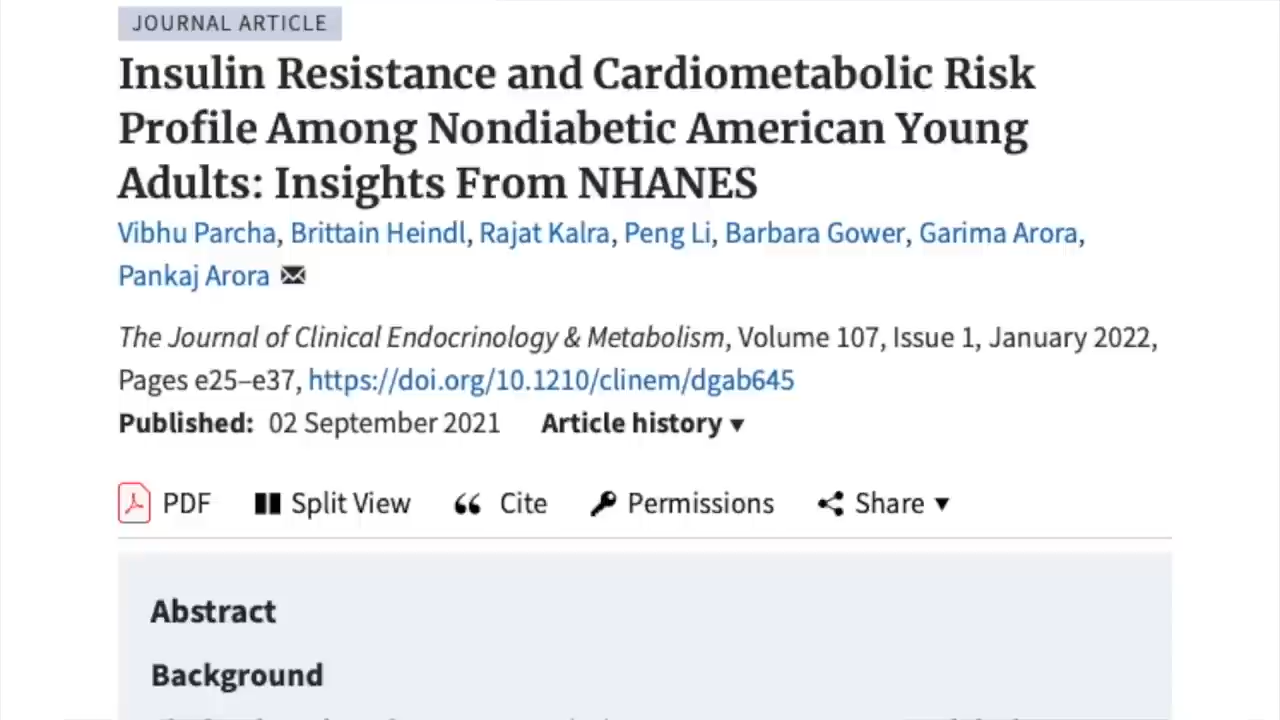 JOURNAL ARTICLE
Insulin Resistance and Cardiometabolic Risk
Profile Among Nondiabetic American Young
Adults: Insights From NHANES
Vibhu Parcha, Brittain Heindl, Rajat Kalra, Peng Li, Barbara Gower, Garima Arora,
Pankaj Arora
The Journal of Clinical Endocrinology & Metabolism, Volume 107, Issue 1, January 2022,
Pages e25–e37, https://doi.org/10.1210/clinem/dgab645
Published: 02 September 2021 Article history ▾
PDF Split View Cite Permissions Share ▾
Abstract
Background